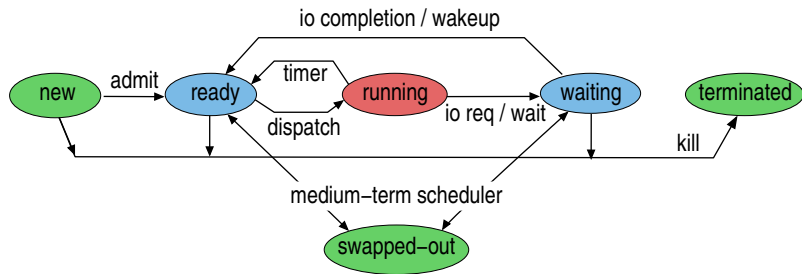 io completion / wakeup
new
admit
ready
timer
running
waiting
terminated
dispatch
io req / wait
kill
medium−term scheduler
swapped−out